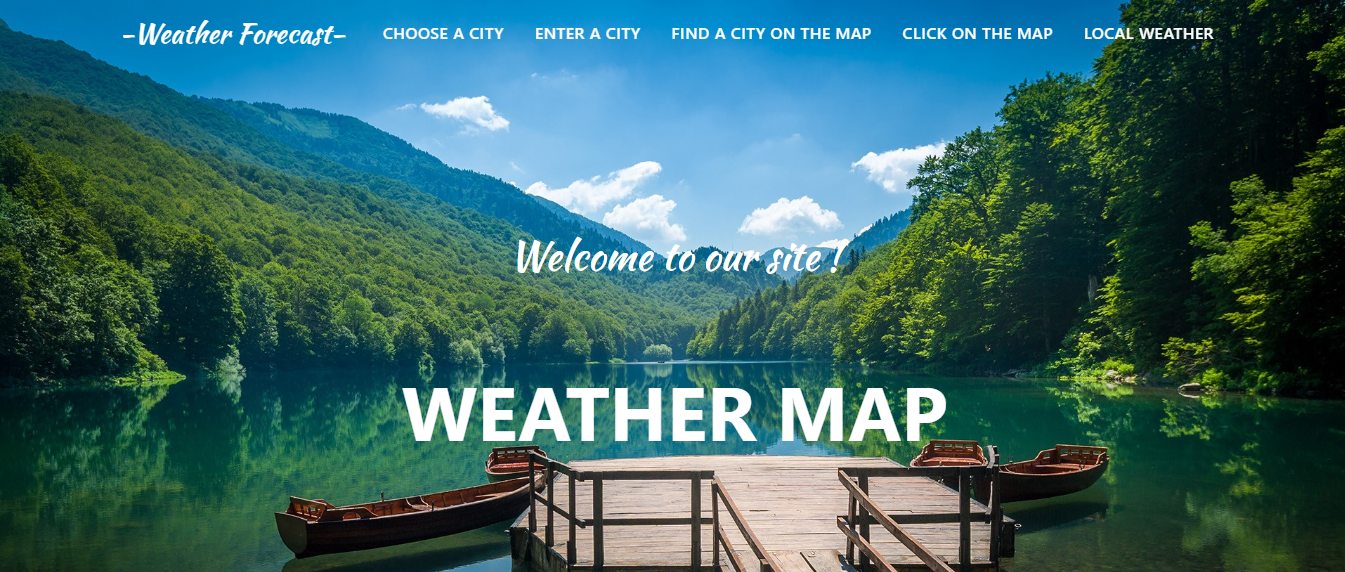 -Weather Forecast-
CHOOSE A CITY
ENTER A CITY
FIND A CITY ON THE MAP
CLICK ON THE MAP
LOCAL WEATHER
Welcome to our site !
WEATHER MAP